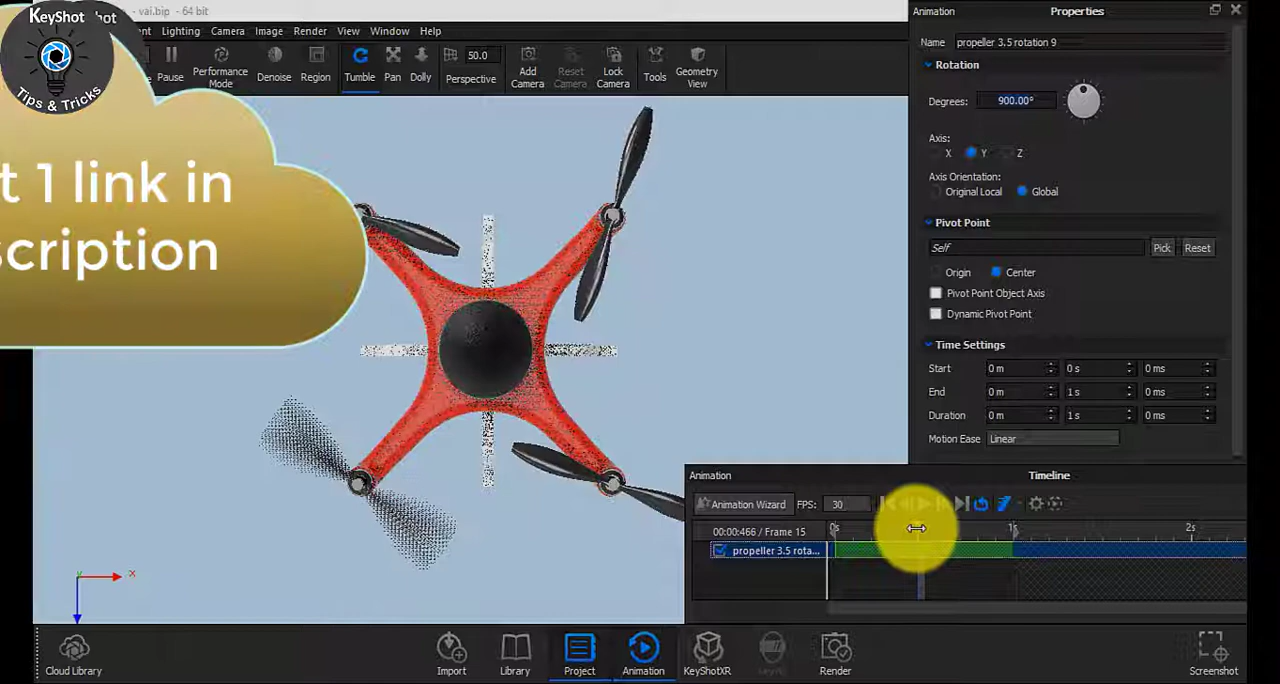 KeyShot
Tips & Tricks
t 1 link in
scription
vai.bip - 64 bit
Lighting Camera Image Render View Window Help
Pause
Performance Mode
Denoise
Region
Tumble
Pan
Dolly
50.0
Perspective
Add Camera
Reset Camera
Lock Camera
Tools
Geometry View
Animation Properties
Name propeller 3.5 rotation 9
Rotation
Degrees: 900.00°
Axis:
X Y Z
Axis Orientation:
Original Local Global
Pivot Point
Self Pick Reset
Origin Center
Pivot Point Object Axis
Dynamic Pivot Point
Time Settings
Start 0 m 0 s 0 ms
End 0 m 1 s 0 ms
Duration 0 m 1 s 0 ms
Motion Ease Linear
Animation Timeline
Animation Wizard FPS: 30
00:00:466 / Frame 15 0s 1s 2s
propeller 3.5 rota...
Y X
Cloud Library
Import
Library
Project
Animation
KeyShotXR
Render
Screenshot